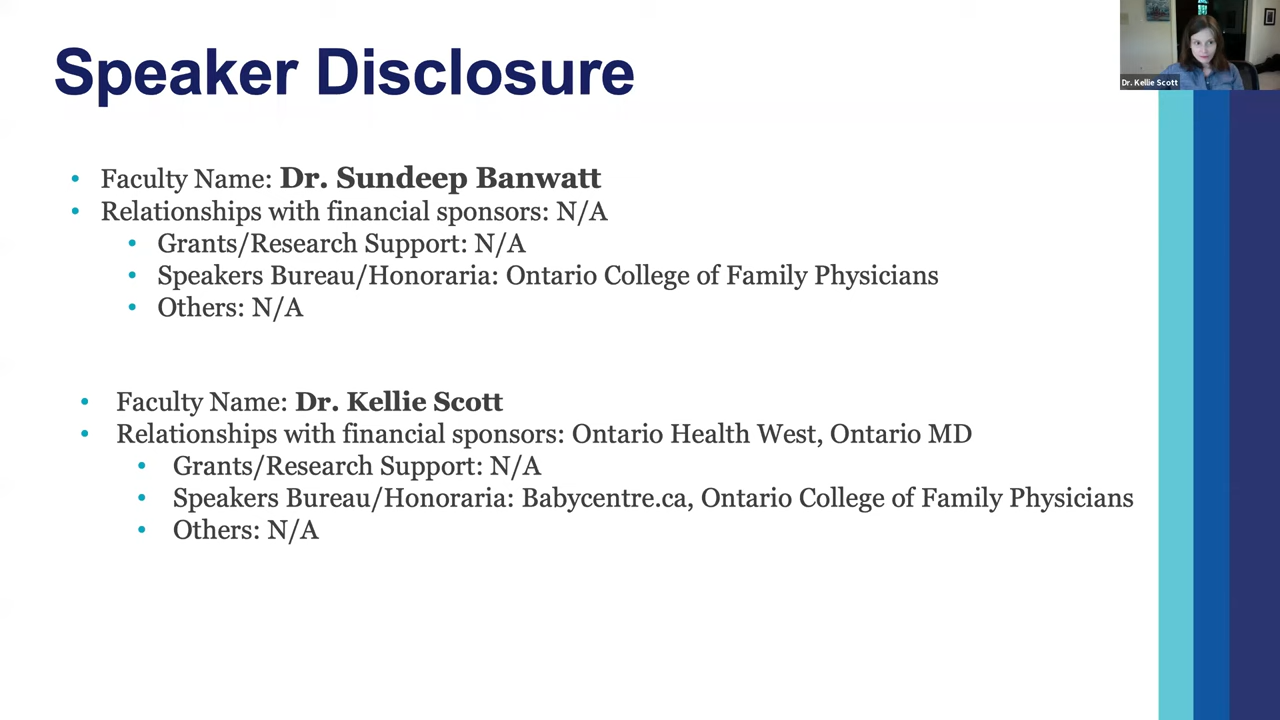 Speaker Disclosure
Dr. Kellie Scott
• Faculty Name: Dr. Sundeep Banwatt
• Relationships with financial sponsors: N/A
• Grants/Research Support: N/A
• Speakers Bureau/Honoraria: Ontario College of Family Physicians
• Others: N/A
• Faculty Name: Dr. Kellie Scott
• Relationships with financial sponsors: Ontario Health West, Ontario MD
• Grants/Research Support: N/A
• Speakers Bureau/Honoraria: Babycentre.ca, Ontario College of Family Physicians
• Others: N/A